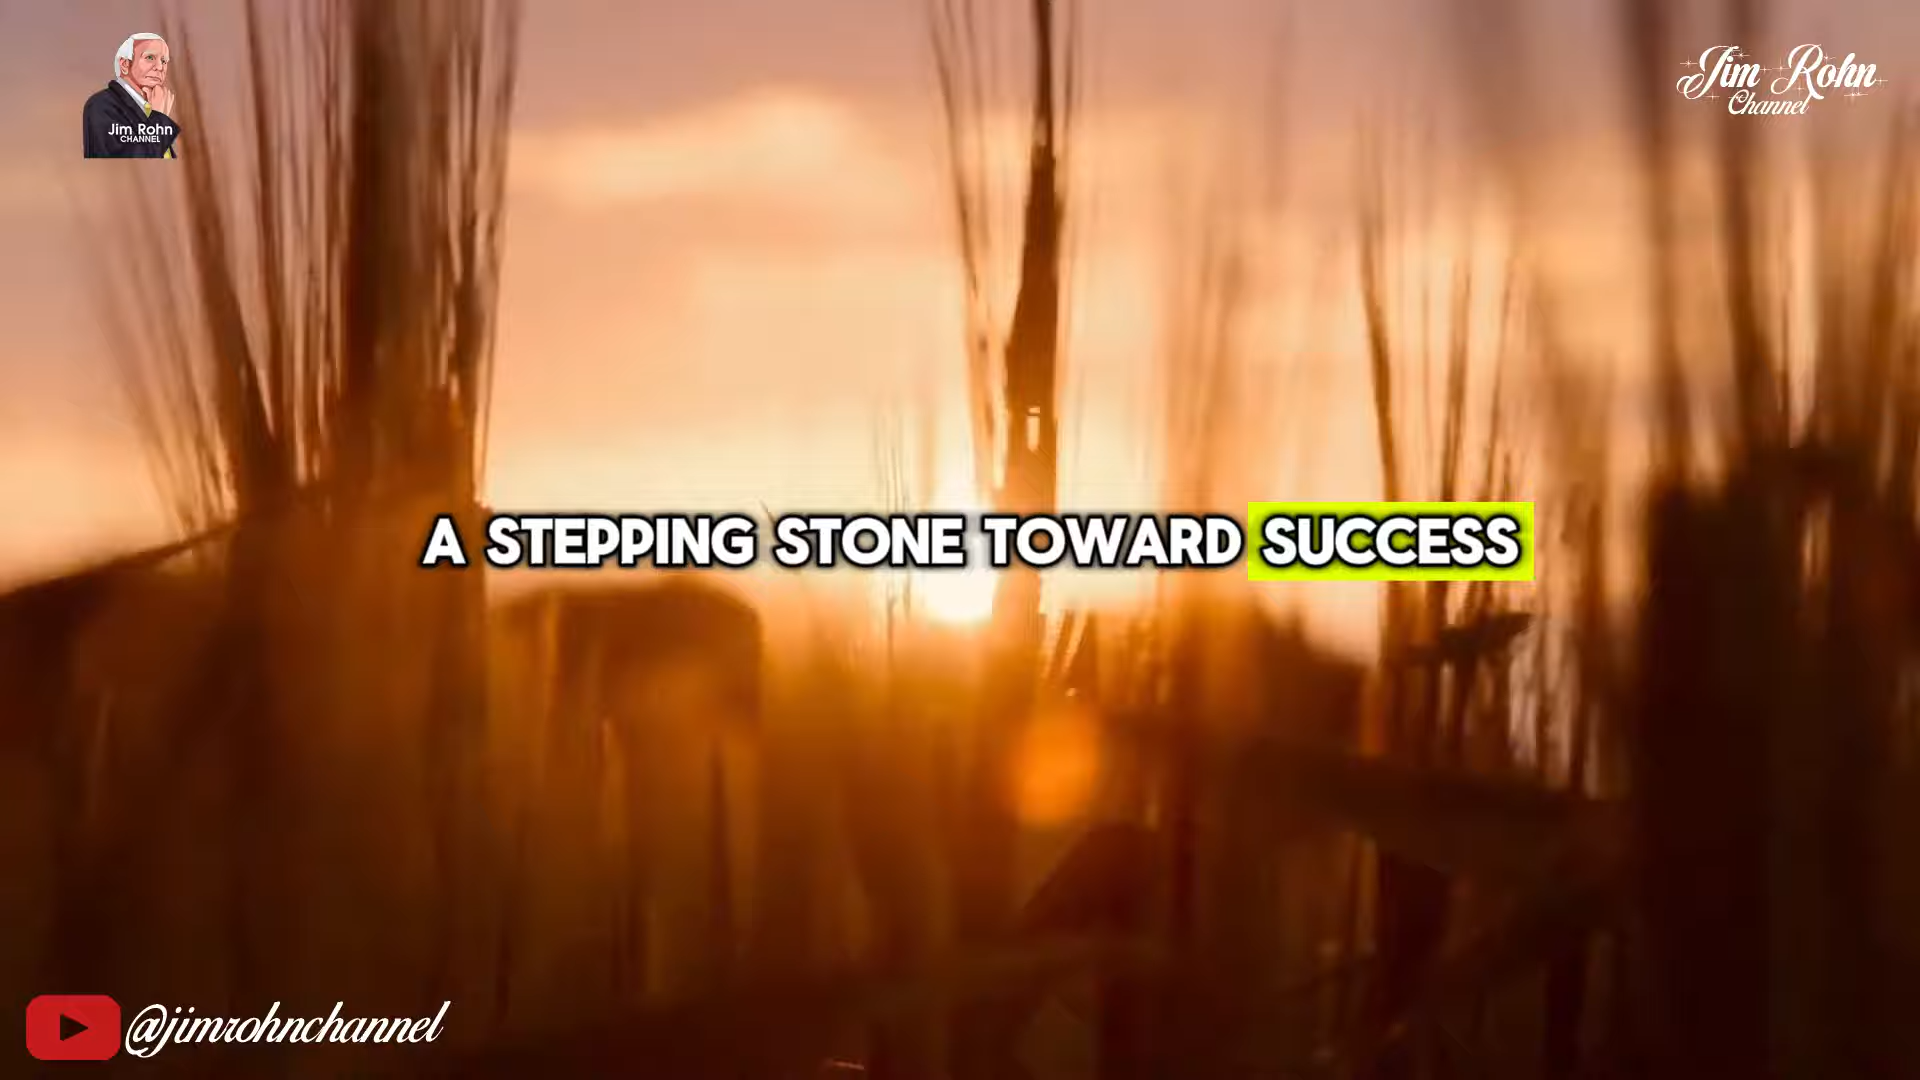 Jim Rohn
CHANNEL
Jim Rohn
Channel
A STEPPING STONE TOWARD SUCCESS
@jimrohnchannel